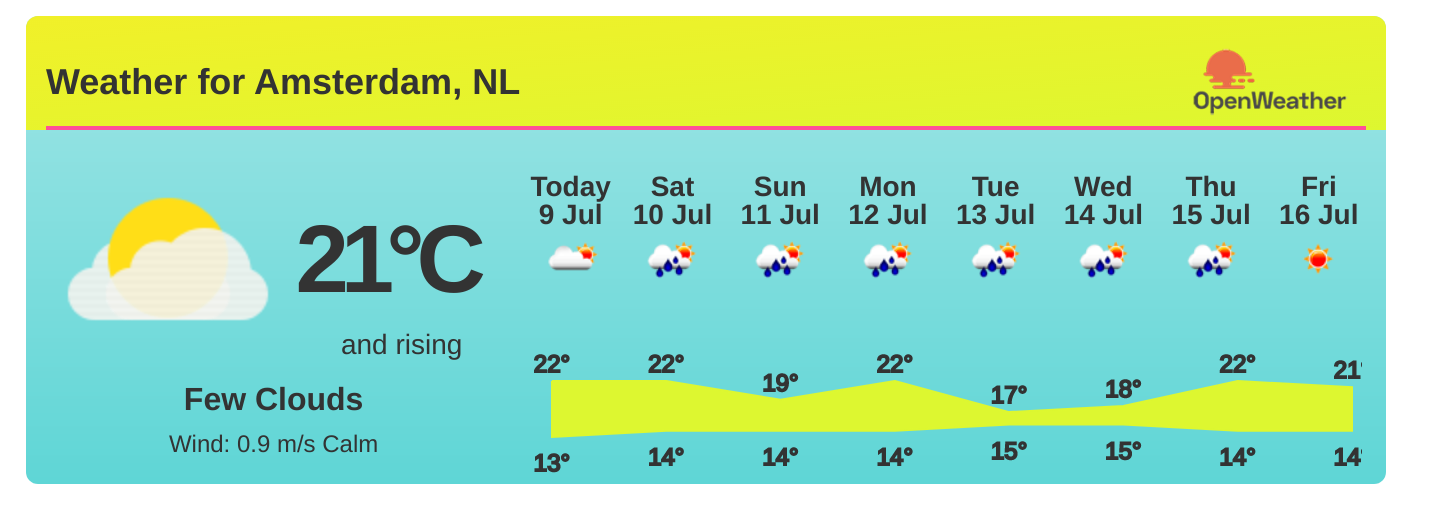 Weather for Amsterdam, NL
OpenWeather
21°C
and rising
Few Clouds
Wind: 0.9 m/s Calm
Today Sat Sun Mon Tue Wed Thu Fri
9 Jul 10 Jul 11 Jul 12 Jul 13 Jul 14 Jul 15 Jul 16 Jul
22° 22° 19° 22° 17° 18° 22° 21°
13° 14° 14° 14° 15° 15° 14° 14°